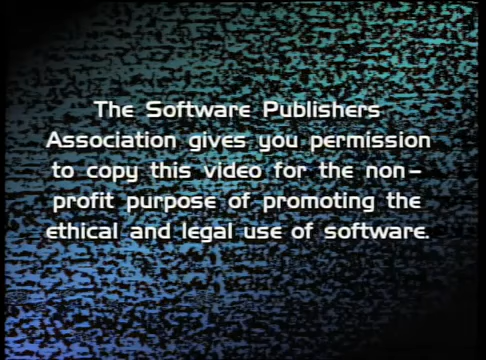 The Software Publishers
Association gives you permission
to copy this video for the non-
profit purpose of promoting the
ethical and legal use of software.